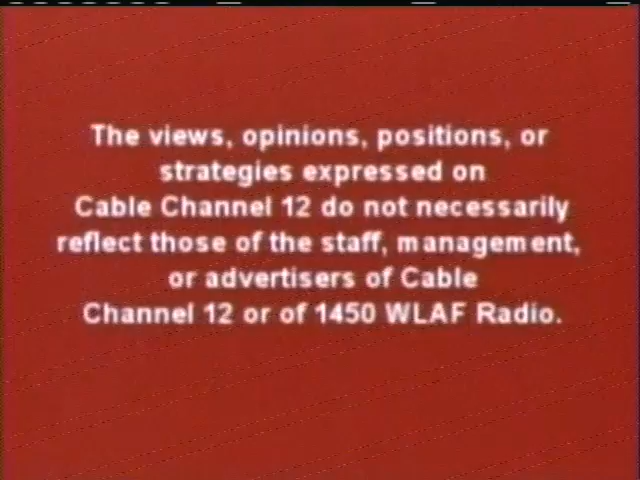 The views, opinions, positions, or
strategies expressed on
Cable Channel 12 do not necessarily
reflect those of the staff, management,
or advertisers of Cable
Channel 12 or of 1450 WLAF Radio.